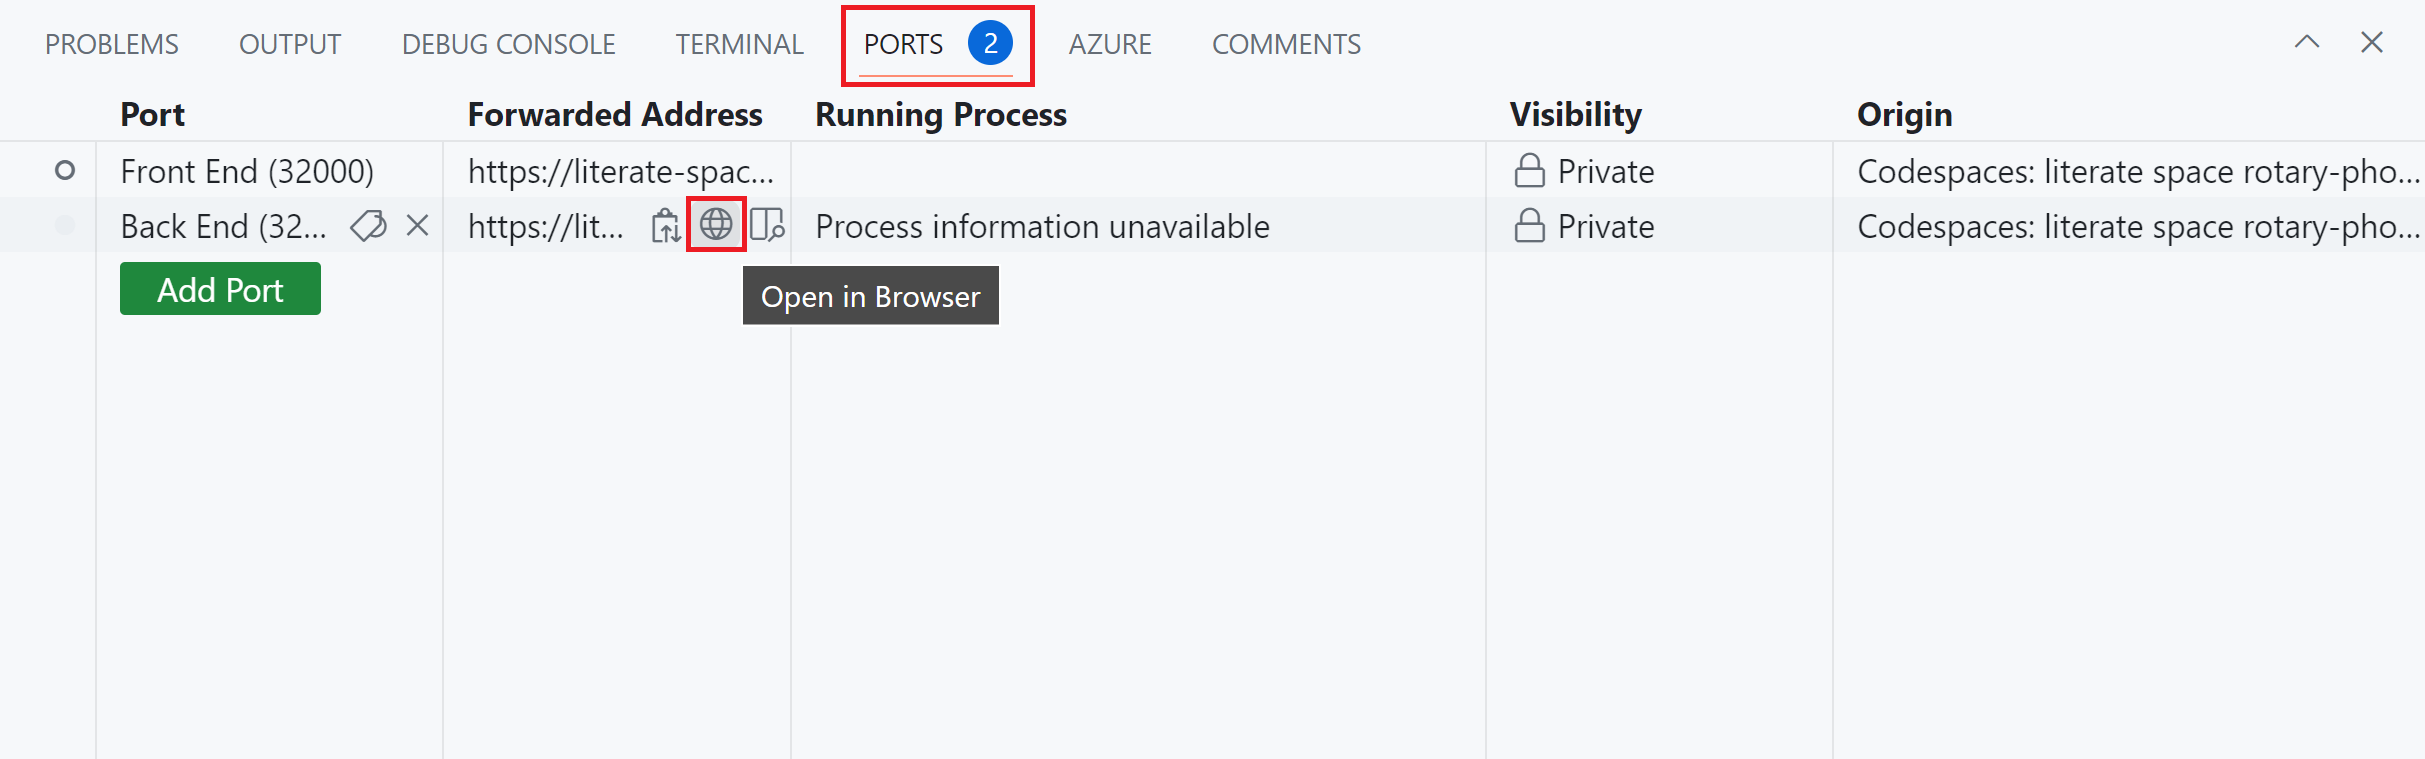 PROBLEMS OUTPUT DEBUG CONSOLE TERMINAL PORTS 2 AZURE COMMENTS
Port Forwarded Address Running Process Visibility Origin
Front End (32000) https://literate-spac... Private Codespaces: literate space rotary-pho...
Back End (32... https://lit... Process information unavailable Private Codespaces: literate space rotary-pho...
Add Port
Open in Browser